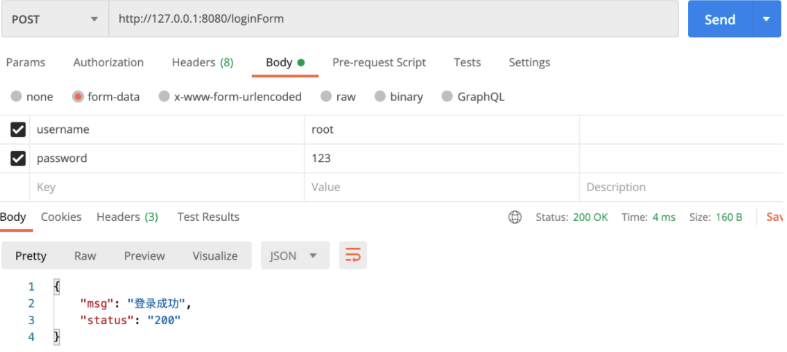 POST http://127.0.0.1:8080/loginForm Send
Params Authorization Headers (8) Body Pre-request Script Tests Settings
none form-data x-www-form-urlencoded raw binary GraphQL
username root
password 123
Key Value Description
Body Cookies Headers (3) Test Results Status: 200 OK Time: 4 ms Size: 160 B Sav
Pretty Raw Preview Visualize JSON
1 {
2 "msg": "登录成功",
3 "status": "200"
4 }